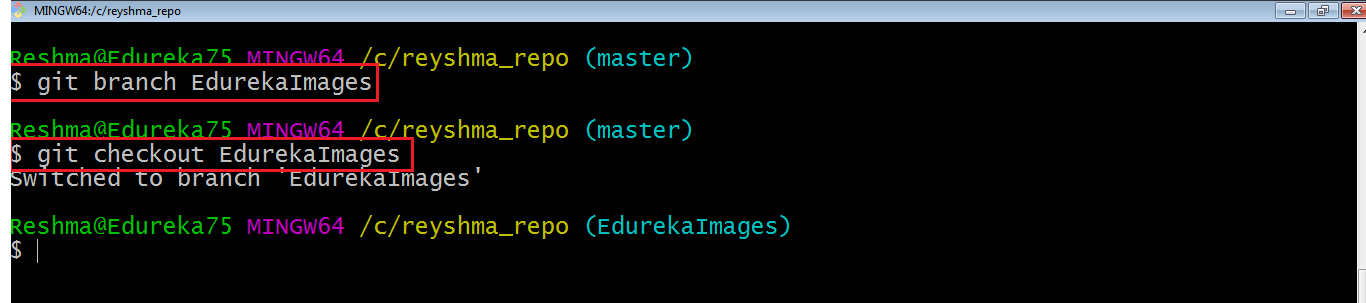 MINGW64:/c/reyshma_repo
Reshma@Edureka75 MINGW64 /c/reyshma_repo (master)
$ git branch EdurekaImages
Reshma@Edureka75 MINGW64 /c/reyshma_repo (master)
$ git checkout EdurekaImages
Switched to branch 'EdurekaImages'
Reshma@Edureka75 MINGW64 /c/reyshma_repo (EdurekaImages)
$